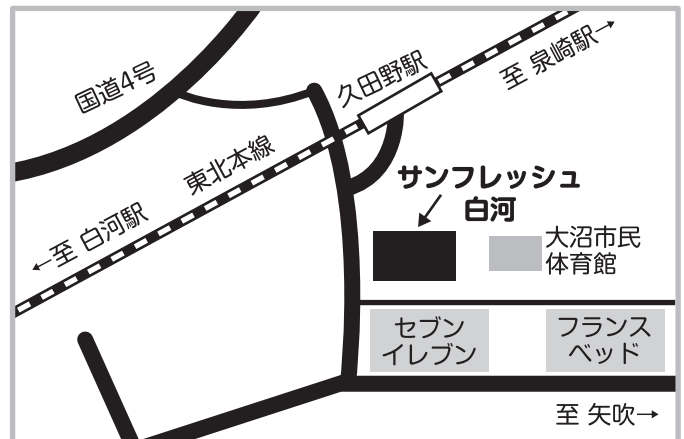 国道4号
久田野駅
至 泉崎駅→
東北本線
←至 白河駅
サンフレッシュ
白河
大沼市民
体育館
セブン
イレブン
フランス
ベッド
至 矢吹→